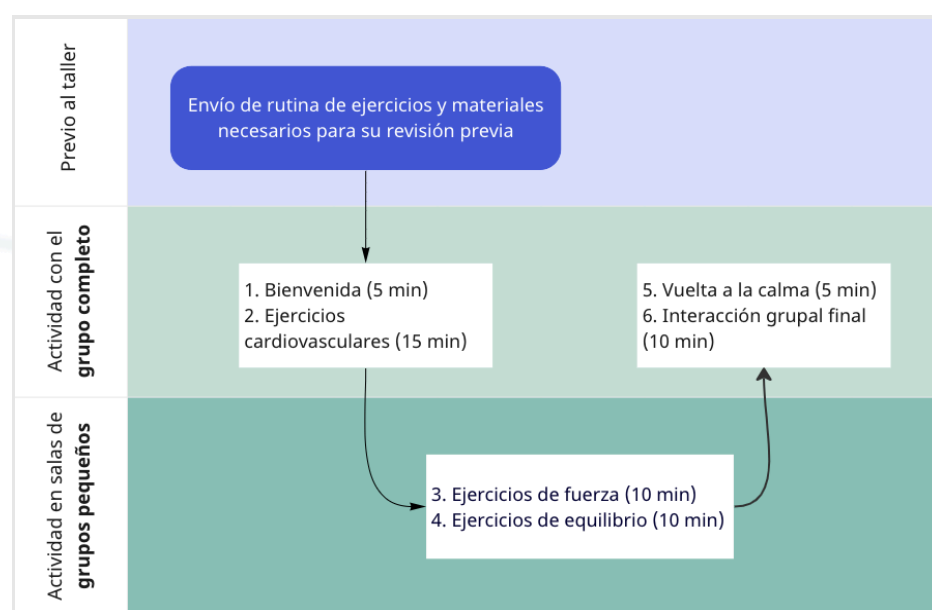 Previo al taller
Envío de rutina de ejercicios y materiales
necesarios para su revisión previa
Actividad con el
grupo completo
1. Bienvenida (5 min)
2. Ejercicios
cardiovasculares (15 min)
5. Vuelta a la calma (5 min)
6. Interacción grupal final
(10 min)
Actividad en salas de
grupos pequeños
3. Ejercicios de fuerza (10 min)
4. Ejercicios de equilibrio (10 min)